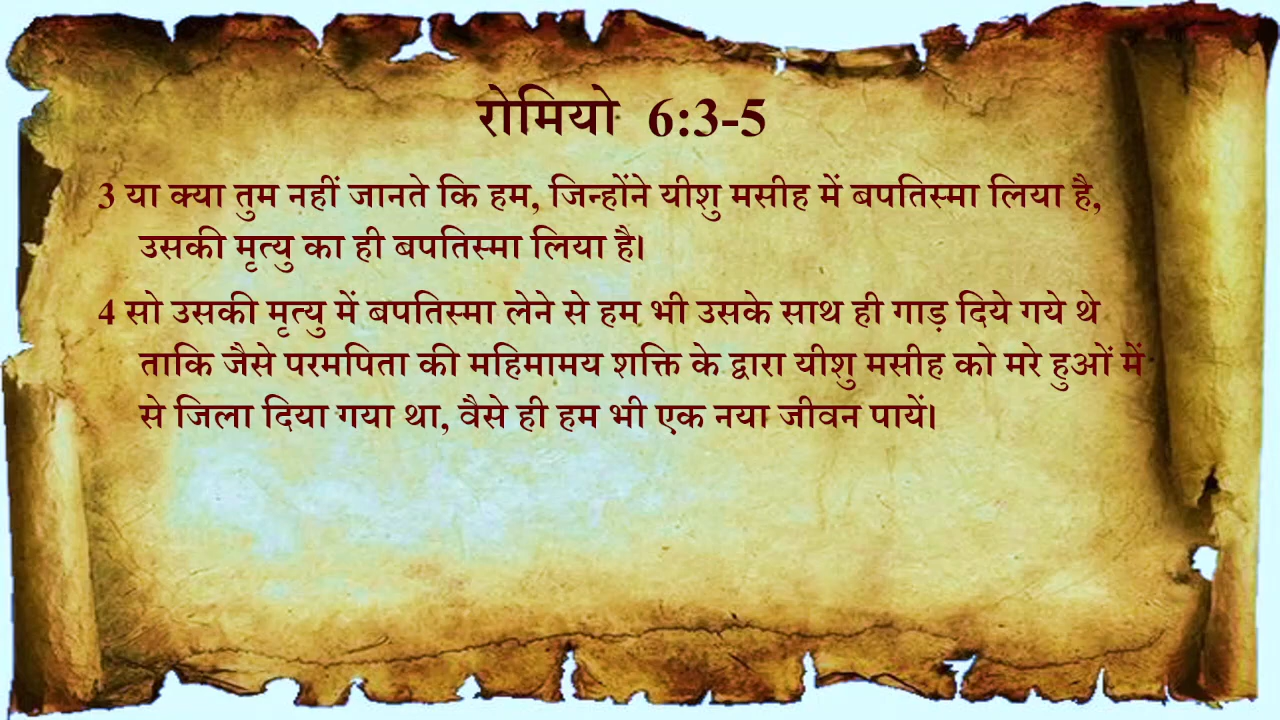 रोमियो 6:3-5
3 या क्या तुम नहीं जानते कि हम, जिन्होंने यीशु मसीह में बपतिस्मा लिया है,
उसकी मृत्यु का ही बपतिस्मा लिया है।
4 सो उसकी मृत्यु में बपतिस्मा लेने से हम भी उसके साथ ही गाड़ दिये गये थे
ताकि जैसे परमपिता की महिमामय शक्ति के द्वारा यीशु मसीह को मरे हुओं में
से जिला दिया गया था, वैसे ही हम भी एक नया जीवन पायें।